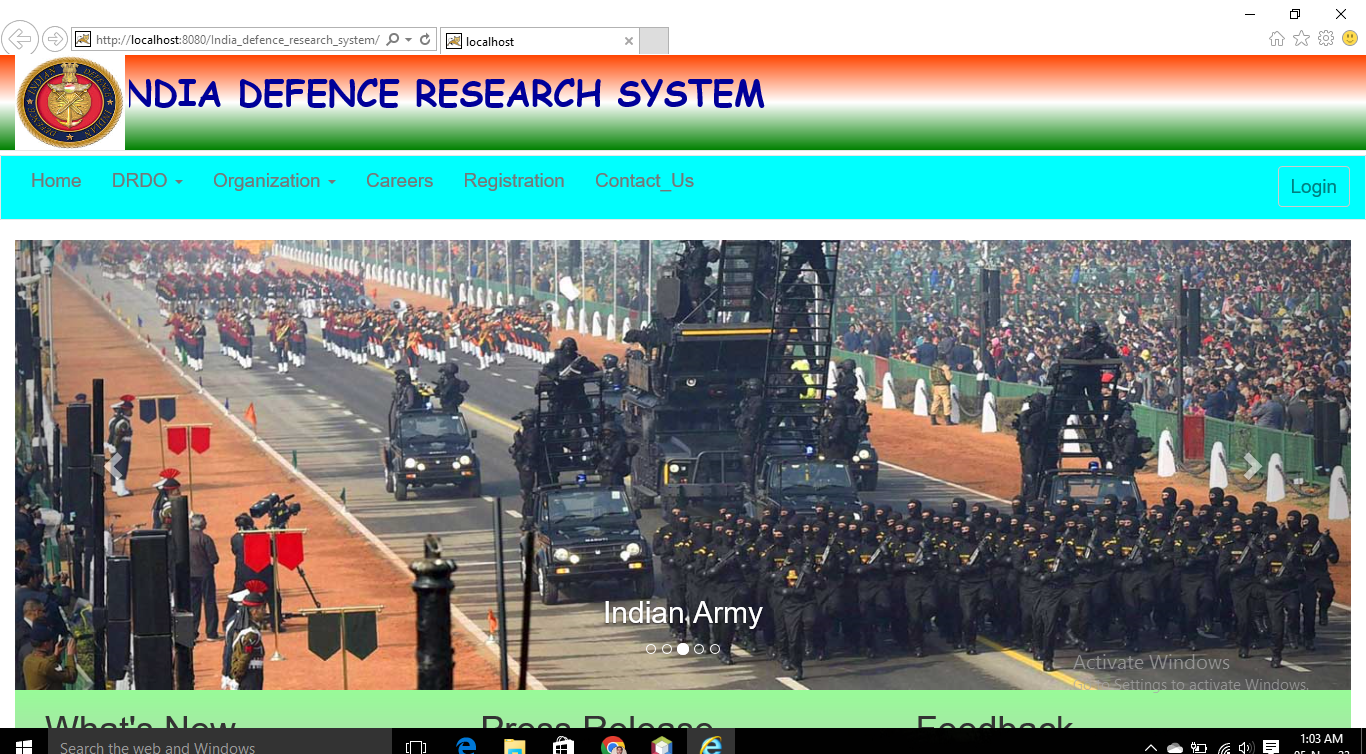 http://localhost:8080/India_defence_research_system/
localhost
NDIA DEFENCE RESEARCH SYSTEM
Home DRDO Organization Careers Registration Contact_Us Login
Indian Army
Activate Windows
Go to Settings to activate Windows.
What's New Press Release Feedback
Search the web and Windows
1:03 AM